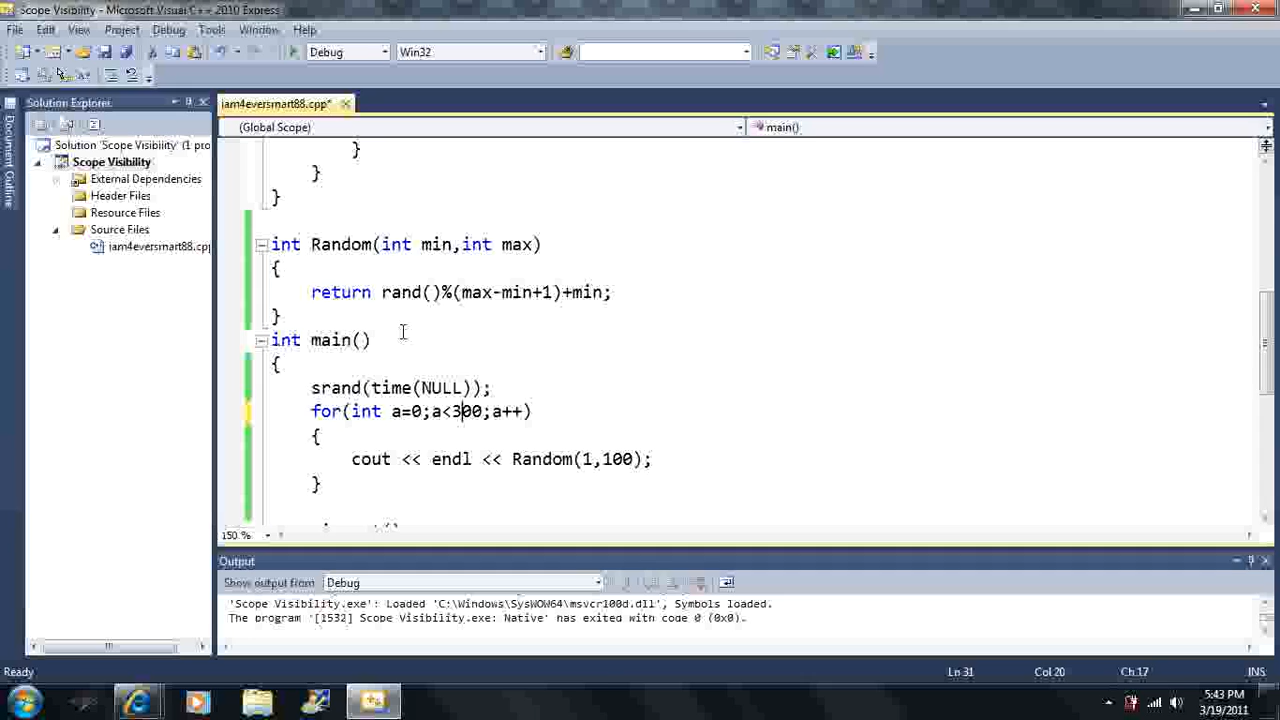 Scope Visibility - Microsoft Visual C++ 2010 Express
File Edit View Project Debug Tools Window Help
Debug Win32
Solution Explorer
iam4eversmart88.cpp*
Document Outline
(Global Scope) main()
Solution 'Scope Visibility' (1 pro
Scope Visibility
External Dependencies
Header Files
Resource Files
Source Files
iam4eversmart88.cpp
}
}
}
int Random(int min,int max)
{
return rand()%(max-min+1)+min;
}
int main()
{
srand(time(NULL));
for(int a=0;a<300;a++)
{
cout << endl << Random(1,100);
}
150 %
Output
Show output from: Debug
'Scope Visibility.exe': Loaded 'C:\Windows\SysWOW64\msvcr100d.dll', Symbols loaded.
The program '[1532] Scope Visibility.exe: Native' has exited with code 0 (0x0).
Ready Ln 31 Col 20 Ch 17 INS
5:43 PM
3/19/2011